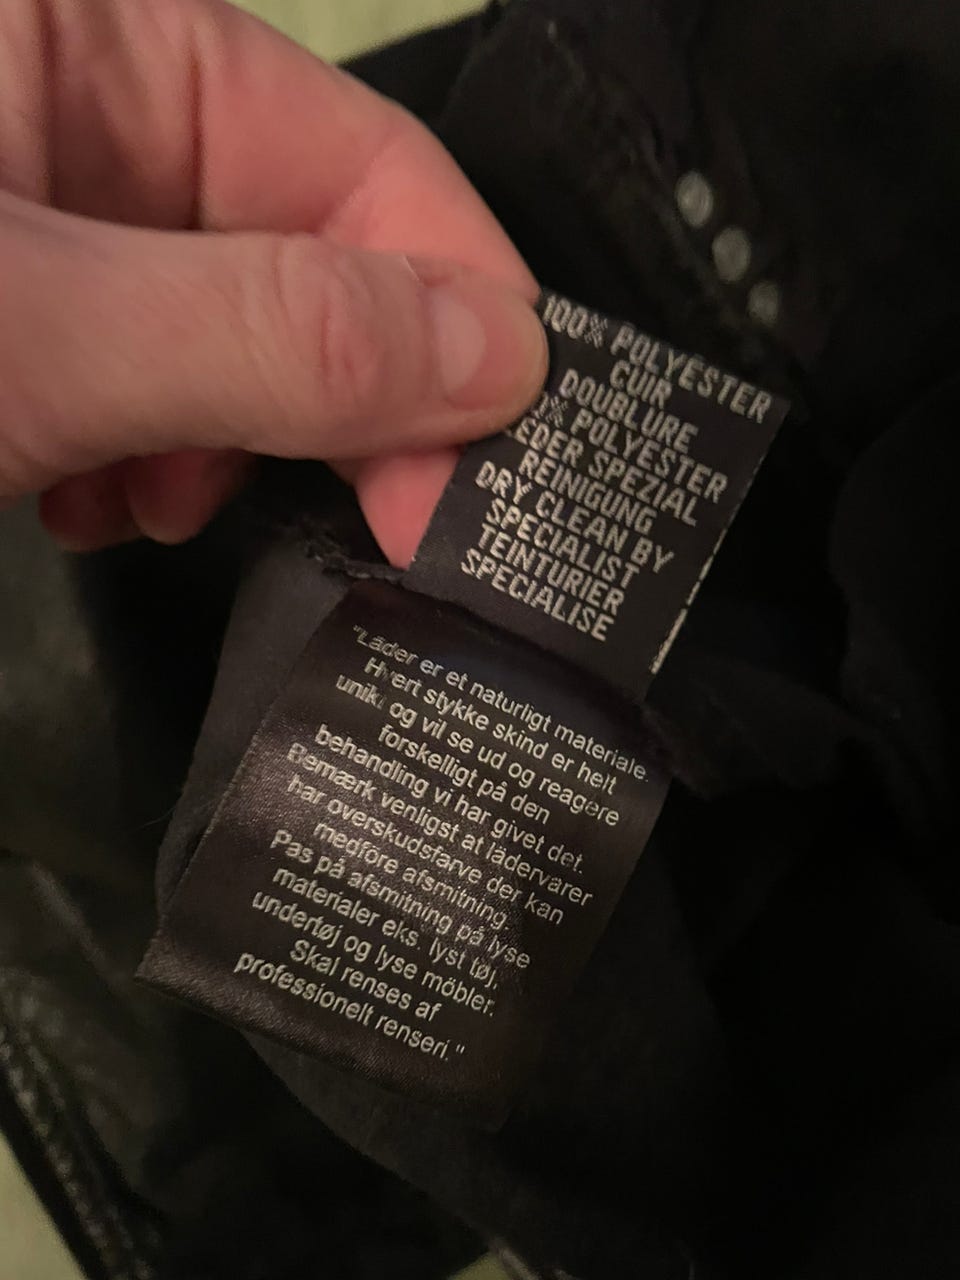 100% POLYESTER
CUIR
DOUBLURE
% POLYESTER
LEDER SPEZIAL
REINIGUNG
DRY CLEAN BY
SPECIALIST
TEINTURIER
SPECIALISE
"Läder er et naturligt materiale.
Hvert stykke skind er helt
unikt og vil se ud og reagere
forskelligt på den
behandling vi har givet det.
Bemærk venligst at lädervarer
har overskudsfarve der kan
medföre afsmitning.
Pas på afsmitning på lyse
materialer eks. lyst tøj,
undertøj og lyse möbler.
Skal renses af
professionelt renseri."